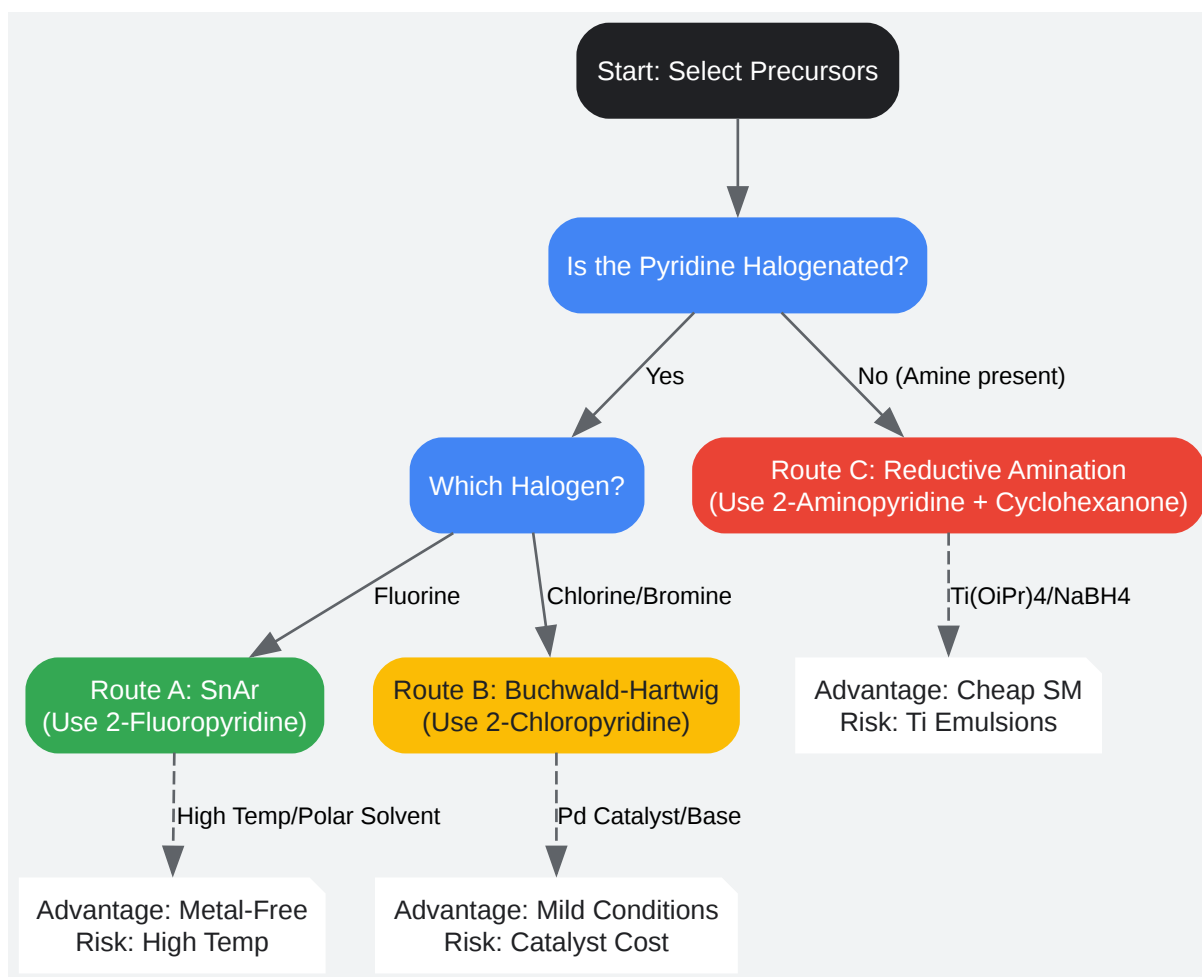 Start: Select Precursors
Is the Pyridine Halogenated?
Yes
No (Amine present)
Which Halogen?
Route C: Reductive Amination
(Use 2-Aminopyridine + Cyclohexanone)
Fluorine
Chlorine/Bromine
Ti(OiPr)4/NaBH4
Route A: SnAr
(Use 2-Fluoropyridine)
Route B: Buchwald-Hartwig
(Use 2-Chloropyridine)
Advantage: Cheap SM
Risk: Ti Emulsions
High Temp/Polar Solvent
Pd Catalyst/Base
Advantage: Metal-Free
Risk: High Temp
Advantage: Mild Conditions
Risk: Catalyst Cost